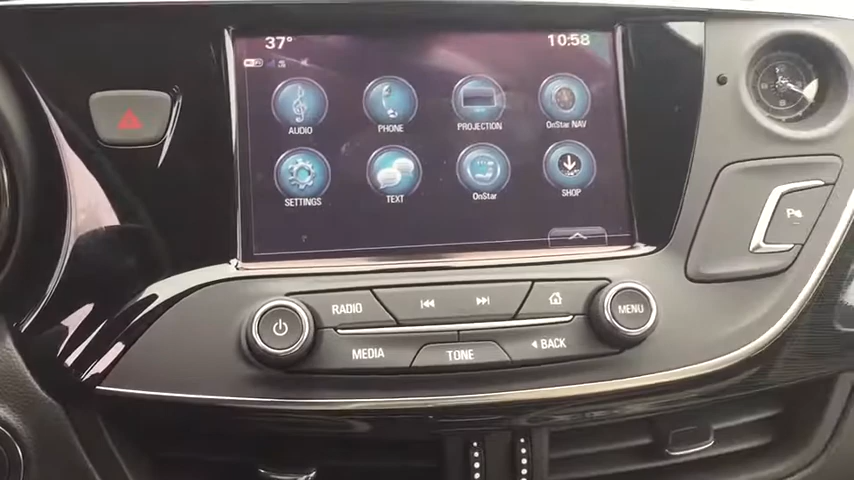 37°
10:58
AUDIO
PHONE
PROJECTION
OnStar NAV
SETTINGS
TEXT
OnStar
SHOP
RADIO
MENU
MEDIA
TONE
BACK